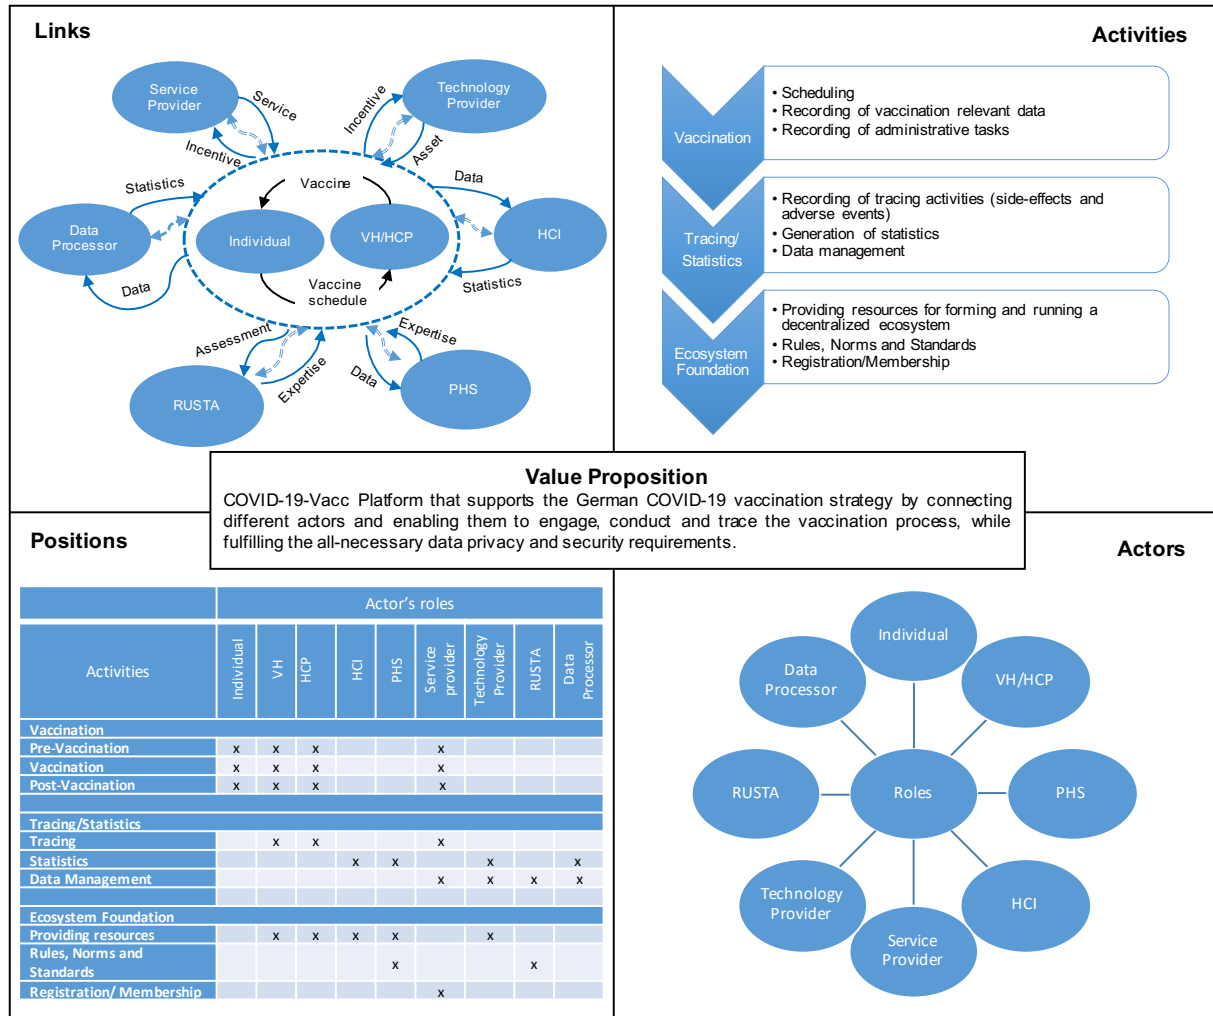 Links
Service
Provider
Technology
Provider
Service
Incentive
Incentive
Asset
Statistics
Data
Vaccine
Data
Processor
Individual
VH/HCP
HCI
Data
Vaccine
schedule
Statistics
Assessment
Expertise
Expertise
Data
RUSTA
PHS
Activities
Vaccination
• Scheduling
• Recording of vaccination relevant data
• Recording of administrative tasks
Tracing/
Statistics
• Recording of tracing activities (side-effects and
adverse events)
• Generation of statistics
• Data management
Ecosystem
Foundation
• Providing resources for forming and running a
decentralized ecosystem
• Rules, Norms and Standards
• Registration/Membership
Value Proposition
COVID-19-Vacc Platform that supports the German COVID-19 vaccination strategy by connecting
different actors and enabling them to engage, conduct and trace the vaccination process, while
fulfilling the all-necessary data privacy and security requirements.
Positions
Actor's roles
Activities Individual VH HCP HCI PHS Service provider Technology Provider RUSTA Data Processor
Vaccination
Pre-Vaccination x x x x
Vaccination x x x x
Post-Vaccination x x x x
Tracing/Statistics
Tracing x x x
Statistics x x x x
Data Management x x x x
Ecosystem Foundation
Providing resources x x x x x
Rules, Norms and
Standards x x
Registration/ Membership x
Actors
Individual
Data
Processor
VH/HCP
RUSTA
Roles
PHS
Technology
Provider
HCI
Service
Provider